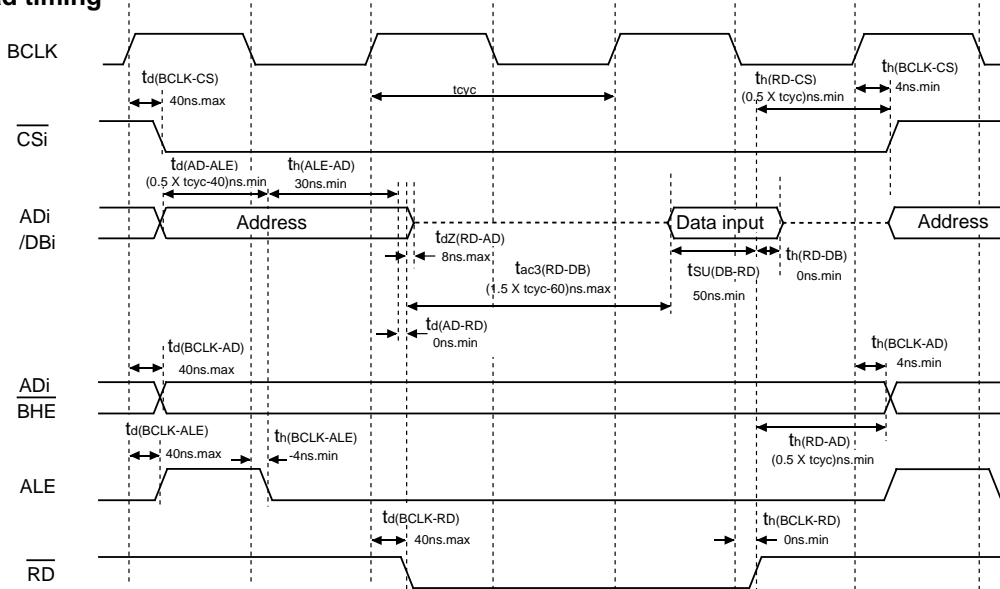 d timing
BCLK
td(BCLK-CS)
40ns.max
tcyc
th(RD-CS)
(0.5 X tcyc)ns.min
th(BCLK-CS)
4ns.min
CSi
td(AD-ALE)
(0.5 X tcyc-40)ns.min
th(ALE-AD)
30ns.min
ADi
/DBi
Address
Data input
Address
tdZ(RD-AD)
8ns.max
tac3(RD-DB)
(1.5 X tcyc-60)ns.max
tSU(DB-RD)
50ns.min
th(RD-DB)
0ns.min
td(AD-RD)
0ns.min
td(BCLK-AD)
40ns.max
th(BCLK-AD)
4ns.min
ADi
BHE
td(BCLK-ALE)
40ns.max
th(BCLK-ALE)
-4ns.min
th(RD-AD)
(0.5 X tcyc)ns.min
ALE
td(BCLK-RD)
40ns.max
th(BCLK-RD)
0ns.min
RD